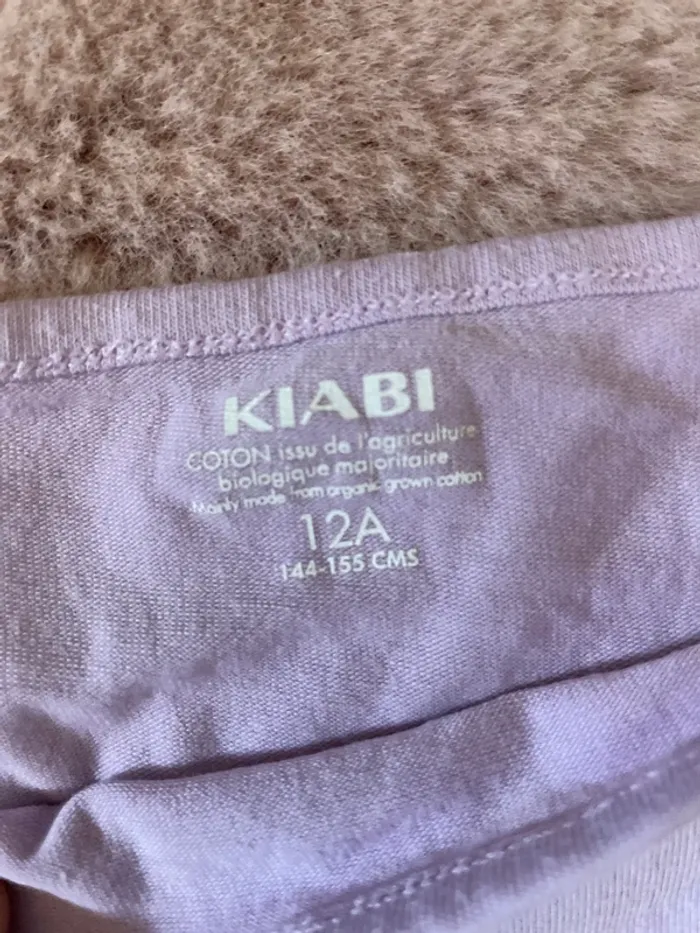 KIABI
COTON issu de l'agriculture
biologique majoritaire
Mainly made from organic grown cotton
12A
144-155 CMS